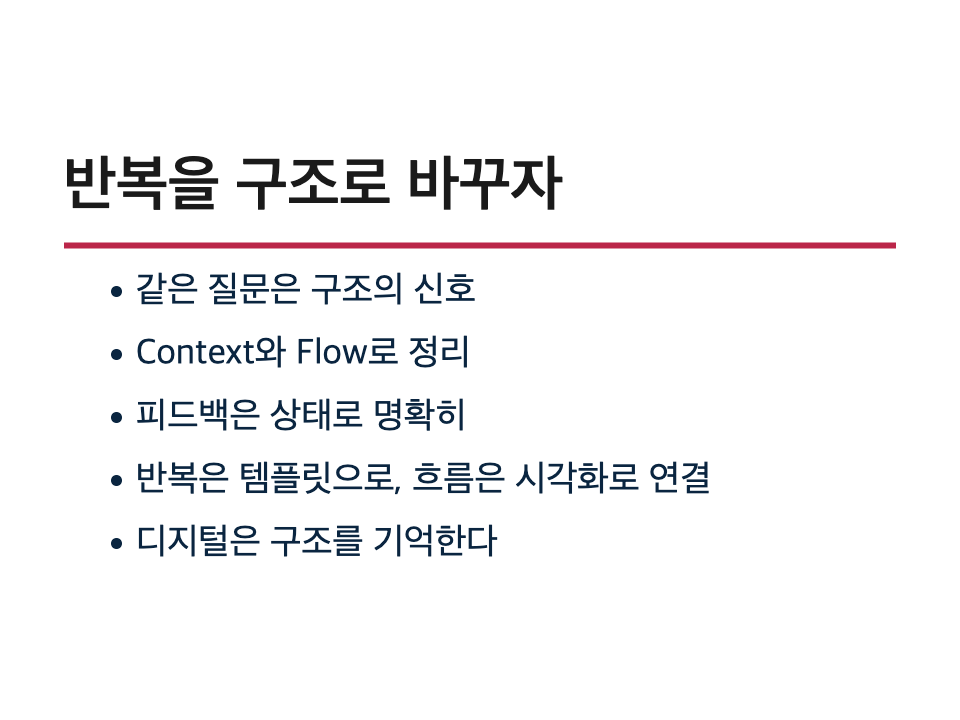 반복을 구조로 바꾸자
• 같은 질문은 구조의 신호
• Context와 Flow로 정리
• 피드백은 상태로 명확히
• 반복은 템플릿으로, 흐름은 시각화로 연결
• 디지털은 구조를 기억한다